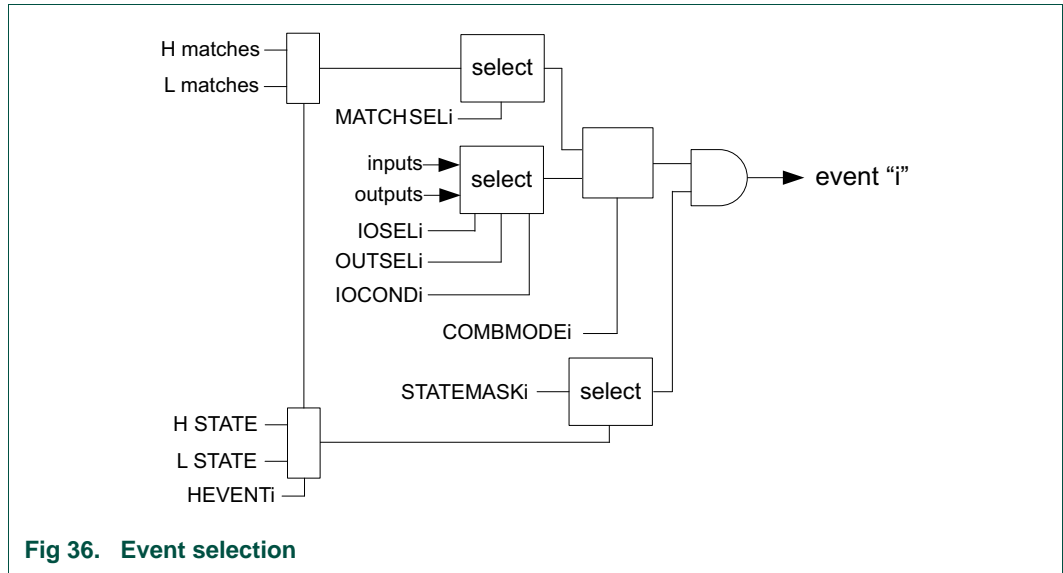 H matches
L matches
select
MATCHSELi
inputs
outputs
select
IOSELi
OUTSELi
IOCONDi
event “i”
COMBMODEi
STATEMASKi
select
H STATE
L STATE
HEVENTi
Fig 36. Event selection